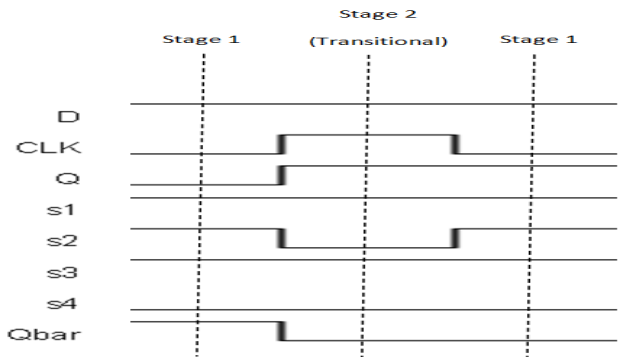 Stage 1
Stage 2
(Transitional)
Stage 1
D
CLK
Q
s1
s2
s3
s4
Qbar